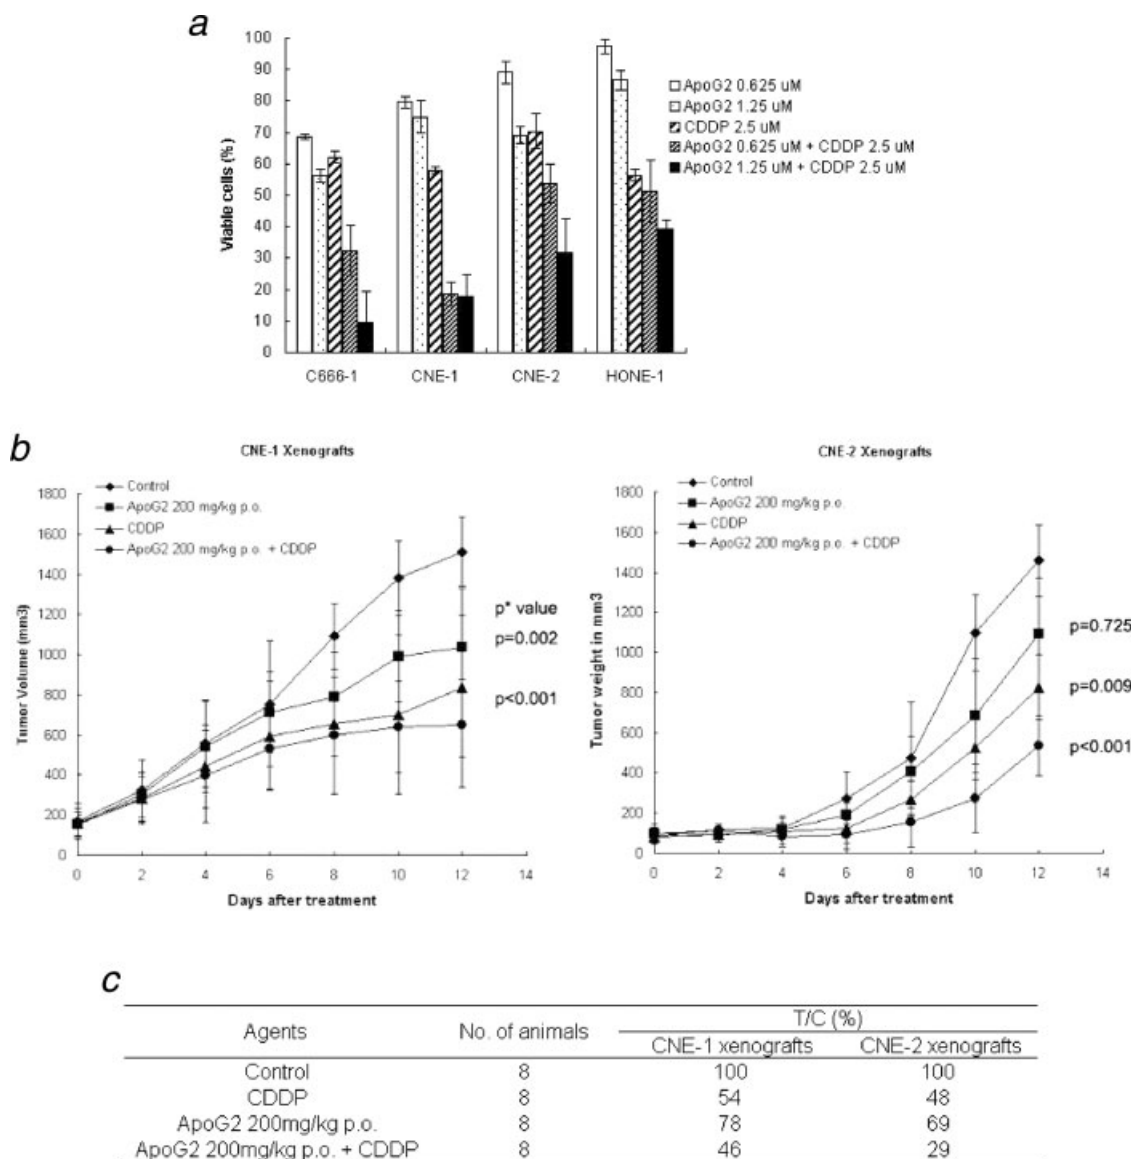 a
100
90
80
70
60
50
40
30
20
10
0
Viable cells (%)
C666-1 CNE-1 CNE-2 HONE-1
ApoG2 0.625 uM
ApoG2 1.25 uM
CDDP 2.5 uM
ApoG2 0.625 uM + CDDP 2.5 uM
ApoG2 1.25 uM + CDDP 2.5 uM
b
CNE-1 Xenografts
Control
ApoG2 200 mg/kg p.o.
CDDP
ApoG2 200 mg/kg p.o. + CDDP
1800
1600
1400
1200
1000
800
600
400
200
0
Tumor Volume (mm3)
0 2 4 6 8 10 12 14
Days after treatment
p* value
p=0.002
p<0.001
CNE-2 Xenografts
Control
ApoG2 200 mg/kg p.o.
CDDP
ApoG2 200 mg/kg p.o. + CDDP
1800
1600
1400
1200
1000
800
600
400
200
0
Tumor weight in mm3
0 2 4 6 8 10 12 14
Days after treatment
p=0.725
p=0.009
p<0.001
c
Agents No. of animals T/C (%)
CNE-1 xenografts CNE-2 xenografts
Control 8 100 100
CDDP 8 54 48
ApoG2 200mg/kg p.o. 8 78 69
ApoG2 200mg/kg p.o. + CDDP 8 46 29